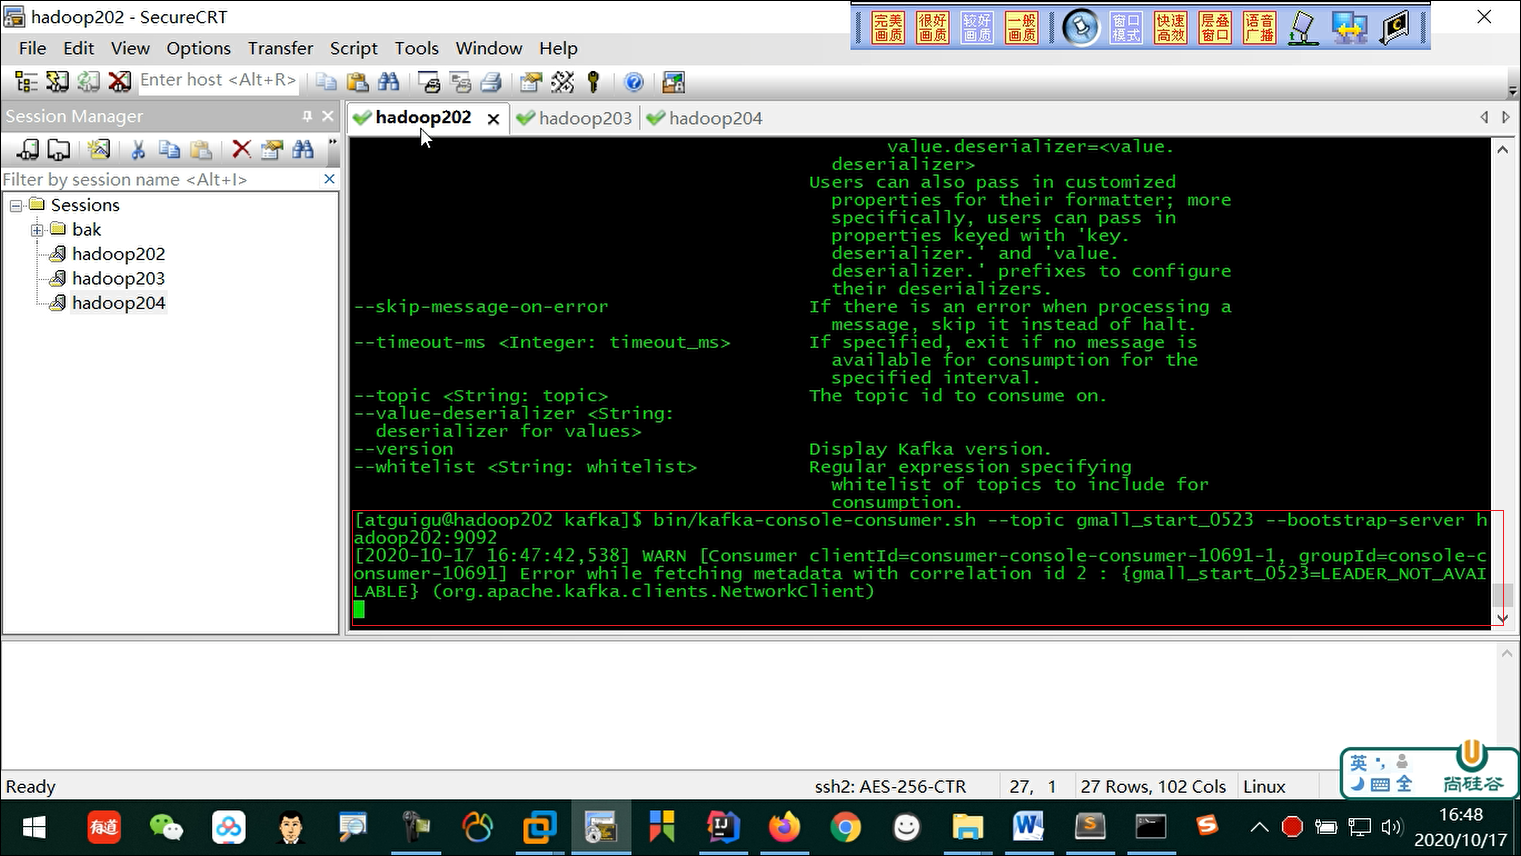 hadoop202 - SecureCRT
完美画质
很好画质
较好画质
一般画质
窗口模式
快速高效
层叠窗口
语音广播
File Edit View Options Transfer Script Tools Window Help
Enter host <Alt+R>
Session Manager
hadoop202
hadoop203
hadoop204
Filter by session name <Alt+I>
Sessions
bak
hadoop202
hadoop203
hadoop204
value.deserializer=<value.
deserializer>
Users can also pass in customized
properties for their formatter; more
specifically, users can pass in
properties keyed with 'key.
deserializer.' and 'value.
deserializer.' prefixes to configure
their deserializers.
--skip-message-on-error If there is an error when processing a
message, skip it instead of halt.
--timeout-ms <Integer: timeout_ms> If specified, exit if no message is
available for consumption for the
specified interval.
--topic <String: topic> The topic id to consume on.
--value-deserializer <String:
deserializer for values>
--version Display Kafka version.
--whitelist <String: whitelist> Regular expression specifying
whitelist of topics to include for
consumption.
[atguigu@hadoop202 kafka]$ bin/kafka-console-consumer.sh --topic gmall_start_0523 --bootstrap-server h
adoop202:9092
[2020-10-17 16:47:42,538] WARN [Consumer clientId=consumer-console-consumer-10691-1, groupId=console-c
onsumer-10691] Error while fetching metadata with correlation id 2 : {gmall_start_0523=LEADER_NOT_AVAI
LABLE} (org.apache.kafka.clients.NetworkClient)
Ready
ssh2: AES-256-CTR
27, 1
27 Rows, 102 Cols
Linux
英
全
尚硅谷
有道
16:48
2020/10/17